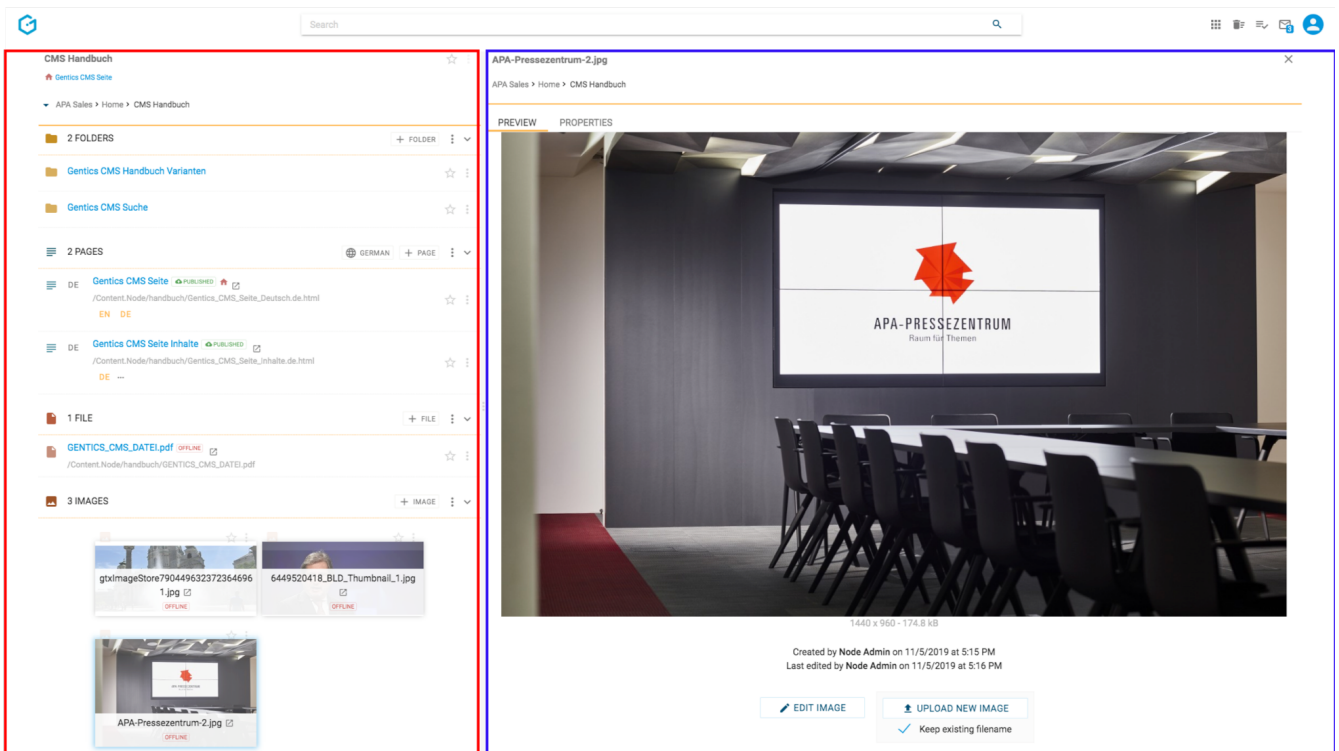 Search
3
CMS Handbuch
Gentics CMS Seite
APA Sales > Home > CMS Handbuch
2 FOLDERS
+ FOLDER
Gentics CMS Handbuch Varianten
Gentics CMS Suche
2 PAGES
GERMAN
+ PAGE
DE Gentics CMS Seite PUBLISHED
/Content.Node/handbuch/Gentics_CMS_Seite_Deutsch.de.html
EN DE
DE Gentics CMS Seite Inhalte PUBLISHED
/Content.Node/handbuch/Gentics_CMS_Seite_Inhalte.de.html
DE ...
1 FILE
+ FILE
GENTICS_CMS_DATEI.pdf OFFLINE
/Content.Node/handbuch/GENTICS_CMS_DATEI.pdf
3 IMAGES
+ IMAGE
gtxImageStore790449632372364696
1.jpg
OFFLINE
6449520418_BLD_Thumbnail_1.jpg
OFFLINE
APA-PRESSEZENTRUM
APA-Pressezentrum-2.jpg
OFFLINE
APA-Pressezentrum-2.jpg
APA Sales > Home > CMS Handbuch
PREVIEW PROPERTIES
APA-PRESSEZENTRUM
Raum für Themen
1440 x 960 - 174.8 kB
Created by Node Admin on 11/5/2019 at 5:15 PM
Last edited by Node Admin on 11/5/2019 at 5:16 PM
EDIT IMAGE
UPLOAD NEW IMAGE
Keep existing filename